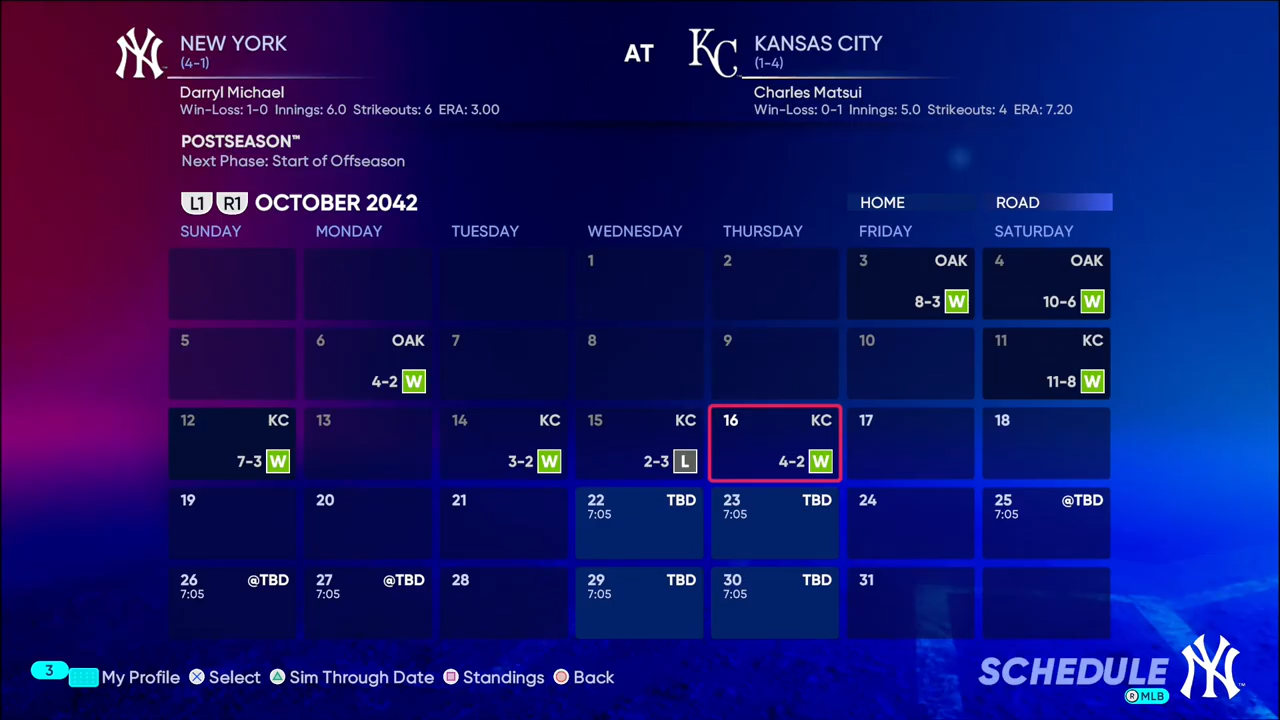 NEW YORK
(4-1)
Darryl Michael
Win-Loss: 1-0 Innings: 6.0 Strikeouts: 6 ERA: 3.00
AT
KC
KANSAS CITY
(1-4)
Charles Matsui
Win-Loss: 0-1 Innings: 5.0 Strikeouts: 4 ERA: 7.20
POSTSEASON™
Next Phase: Start of Offseason
L1 R1 OCTOBER 2042
HOME ROAD
SUNDAY MONDAY TUESDAY WEDNESDAY THURSDAY FRIDAY SATURDAY
1 2 3 OAK 4 OAK
8-3 W 10-6 W
5 6 OAK 7 8 9 10 11 KC
4-2 W 11-8 W
12 KC 13 14 KC 15 KC 16 KC 17 18
7-3 W 3-2 W 2-3 L 4-2 W
19 20 21 22 TBD 23 TBD 24 25 @TBD
7:05 7:05 7:05
26 @TBD 27 @TBD 28 29 TBD 30 TBD 31
7:05 7:05 7:05 7:05
3 My Profile Select Sim Through Date Standings Back
SCHEDULE NY
R MLB